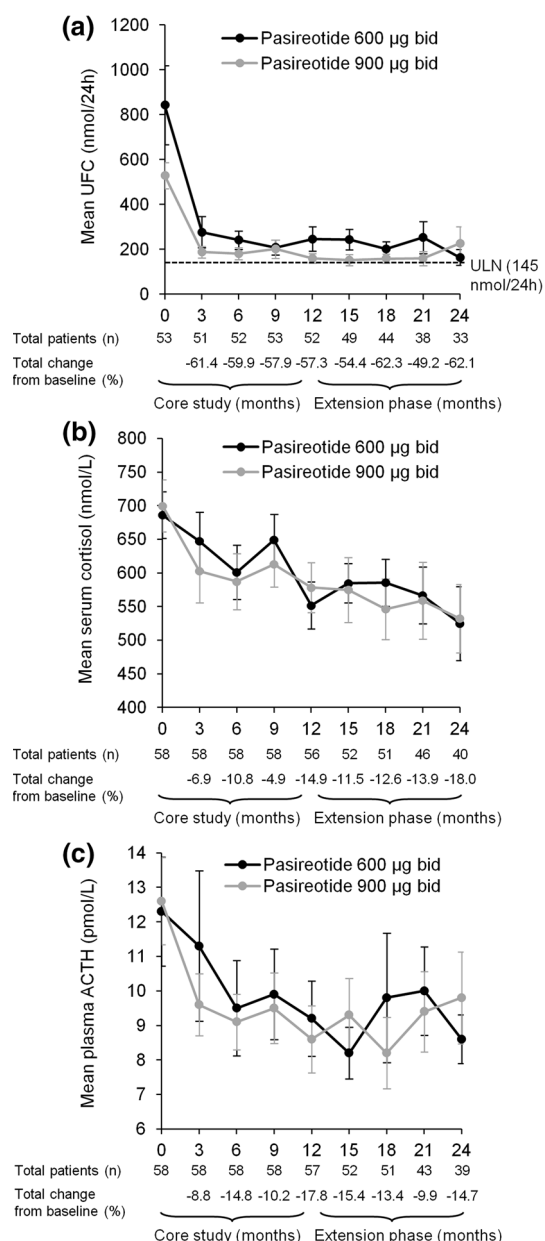 (a)
Pasireotide 600 µg bid
Pasireotide 900 µg bid
Mean UFC (nmol/24h)
1200
1000
800
600
400
200
0
ULN (145
nmol/24h)
0 3 6 9 12 15 18 21 24
Total patients (n) 53 51 52 53 52 49 44 38 33
Total change
from baseline (%) -61.4 -59.9 -57.9 -57.3 -54.4 -62.3 -49.2 -62.1
Core study (months) Extension phase (months)
(b)
Pasireotide 600 µg bid
Pasireotide 900 µg bid
Mean serum cortisol (nmol/L)
800
750
700
650
600
550
500
450
400
0 3 6 9 12 15 18 21 24
Total patients (n) 58 58 58 58 56 52 51 46 40
Total change
from baseline (%) -6.9 -10.8 -4.9 -14.9 -11.5 -12.6 -13.9 -18.0
Core study (months) Extension phase (months)
(c)
Pasireotide 600 µg bid
Pasireotide 900 µg bid
Mean plasma ACTH (pmol/L)
14
13
12
11
10
9
8
7
6
0 3 6 9 12 15 18 21 24
Total patients (n) 58 58 58 58 57 52 51 43 39
Total change
from baseline (%) -8.8 -14.8 -10.2 -17.8 -15.4 -13.4 -9.9 -14.7
Core study (months) Extension phase (months)